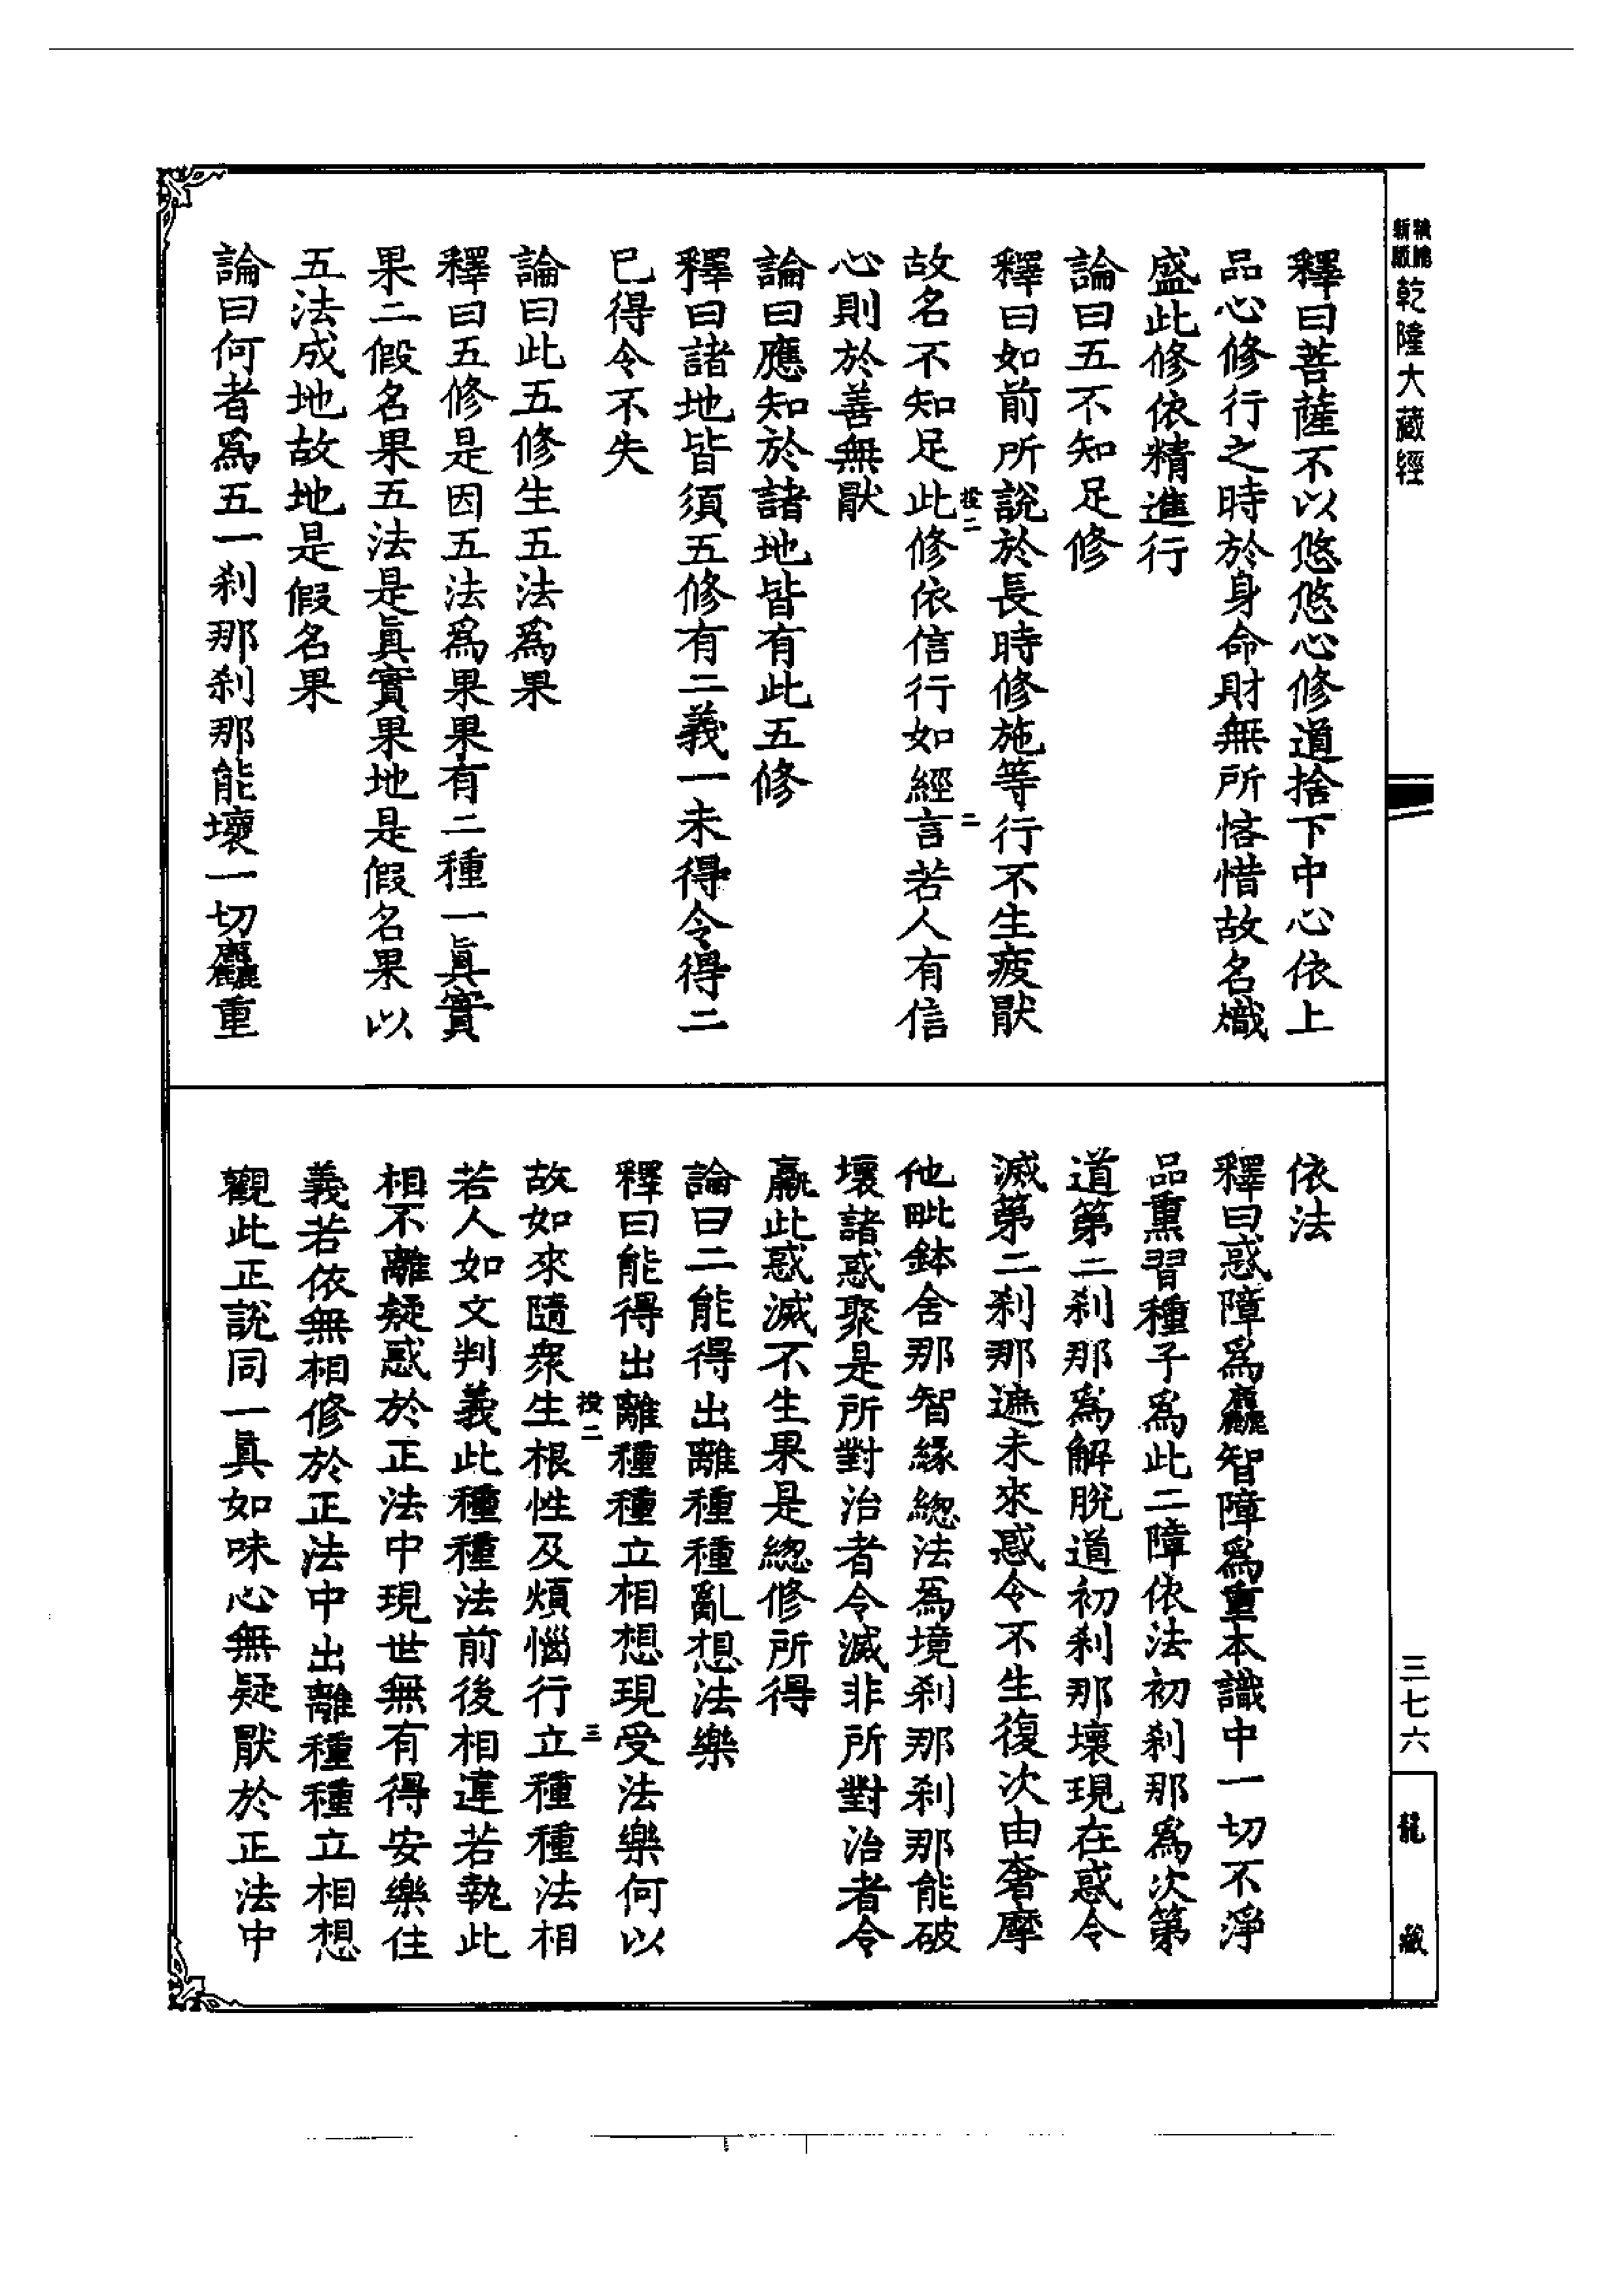 新版
乾隆大藏經
釋曰菩薩不以悠悠心修道捨下中心依上
品心修行之時於身命財無所悋惜故名熾
盛此修依精進行
論曰五不知足修
釋曰如前所說於長時修施等行不生疲厭
投二
二
故名不知足此修依信行如經言若人有信
心則於善無厭
論曰應知於諸地皆有此五修
釋曰諸地皆須五修有二義一未得令得二
已得令不失
論曰此五修生五法爲果
釋曰五修是因五法爲果果有二種一眞實
果二假名果五法是眞實果地是假名果以
五法成地故地是假名果
論曰何者爲五一刹那刹那能壞一切麤重
依法
釋曰惑障爲麤智障爲重本識中一切不淨
品熏習種子爲此二障依法初刹那爲次第
道第二刹那爲解脫道初刹那壞現在惑令
滅第二刹那遮未來惑令不生復次由奢摩
他毗鉢舍那智緣總法爲境刹那刹那能破
壞諸惑聚是所對治者令滅非所對治者令
羸此惑滅不生果是總修所得
論曰二能得出離種種亂想法樂
釋曰能得出離種種立相想現受法樂何以
投二
三
故如來隨衆生根性及煩惱行立種種法相
若人如文判義此種種法前後相違若執此
相不離疑惑於正法中現世無有得安樂住
義若依無相修於正法中出離種種立相想
觀此正說同一眞如味心無疑厭於正法中
三七六
龍藏